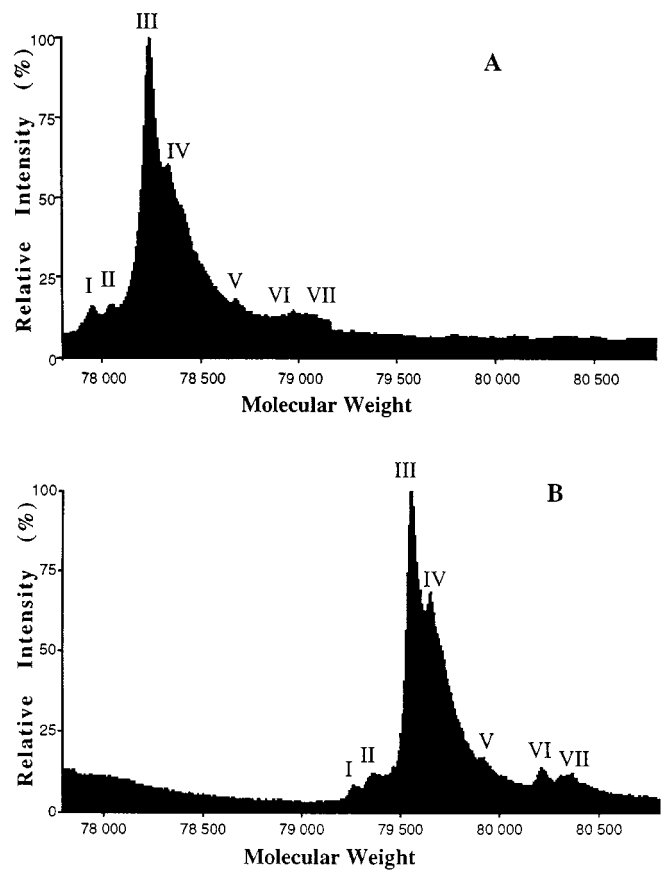 III
A
IV
I II
V
VI VII
100
75
50
25
0
Relative Intensity (%)
78 000 78 500 79 000 79 500 80 000 80 500
Molecular Weight
III
B
IV
I II
V
VI VII
100
75
50
25
0
Relative Intensity (%)
78 000 78 500 79 000 79 500 80 000 80 500
Molecular Weight